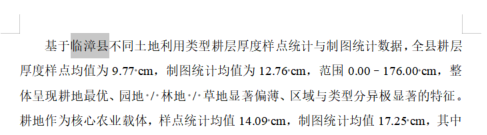 基于临漳县不同土地利用类型耕层厚度样点统计与制图统计数据，全县耕层
厚度样点均值为 9.77·cm，制图统计均值为 12.76·cm，范围 0.00－176.00·cm，整
体呈现耕地最优、园地·/·林地·/·草地显著偏薄、区域与类型分异极显著的特征。
耕地作为核心农业载体，样点统计均值 14.09·cm，制图统计均值 17.25·cm，其中